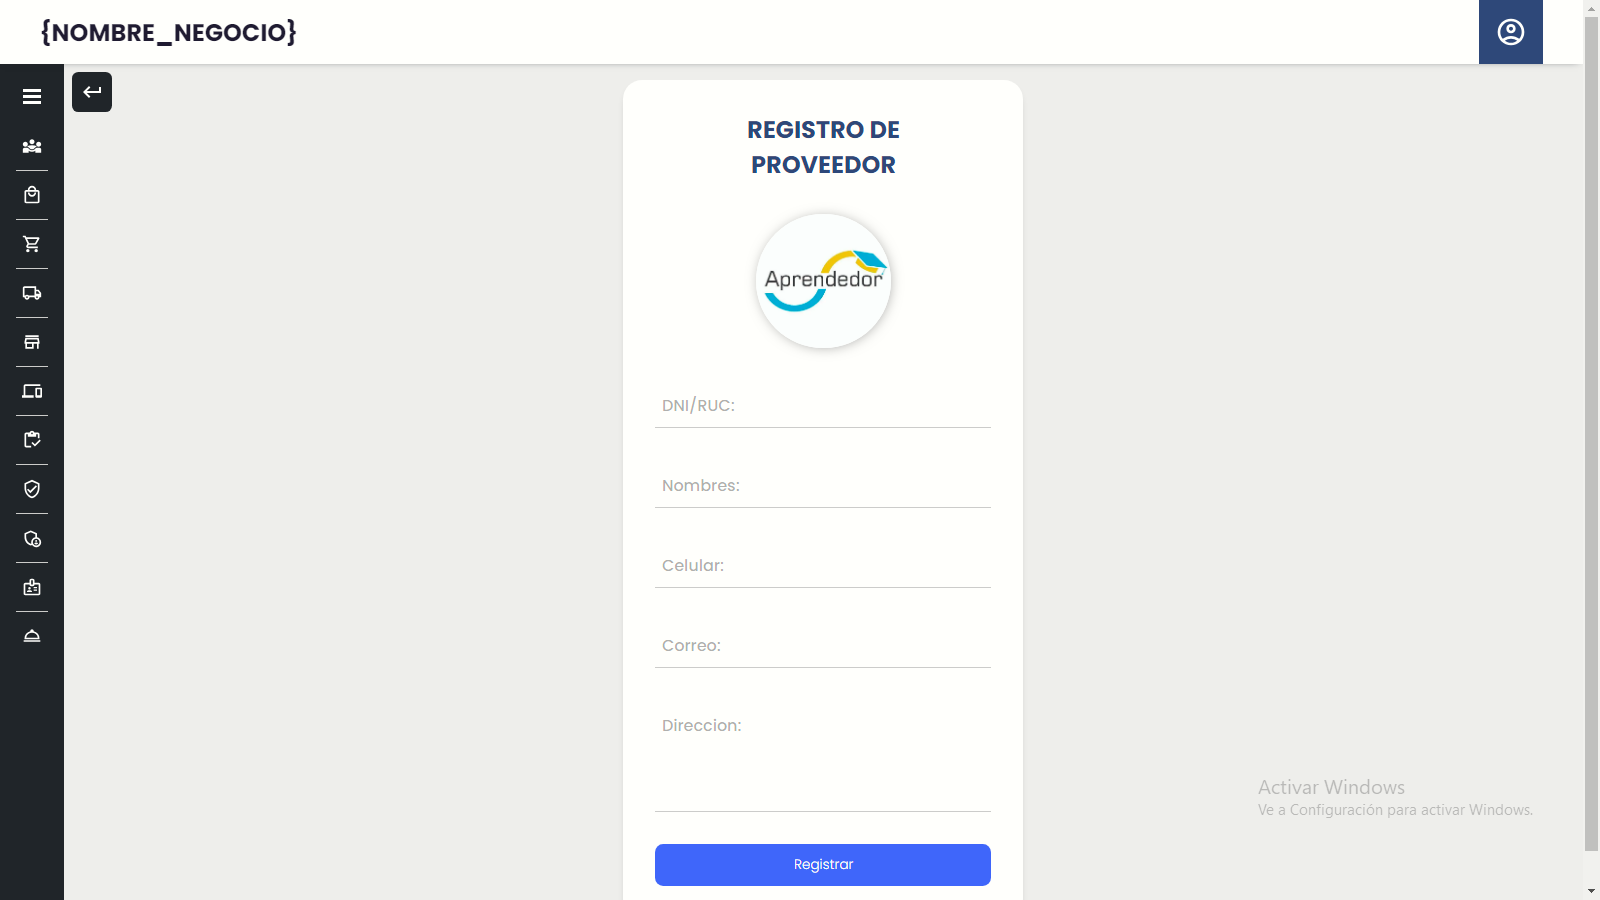 {NOMBRE_NEGOCIO}
REGISTRO DE
PROVEEDOR
Aprendedor
DNI/RUC:
Nombres:
Celular:
Correo:
Direccion:
Activar Windows
Ve a Configuración para activar Windows.
Registrar